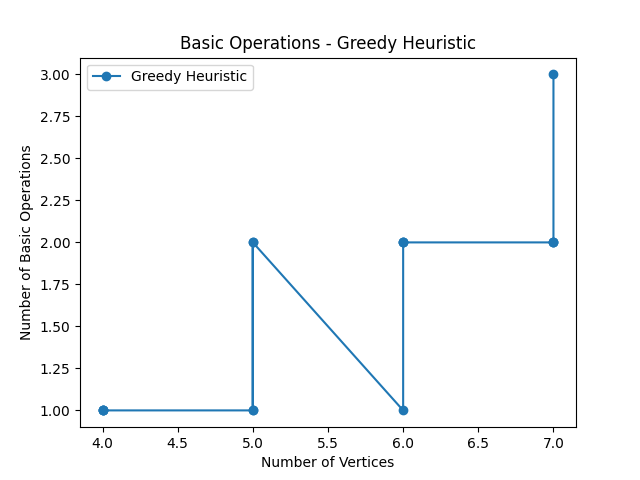 Basic Operations - Greedy Heuristic
Greedy Heuristic
3.00
2.75
2.50
2.25
2.00
1.75
1.50
1.25
1.00
Number of Basic Operations
4.0 4.5 5.0 5.5 6.0 6.5 7.0
Number of Vertices